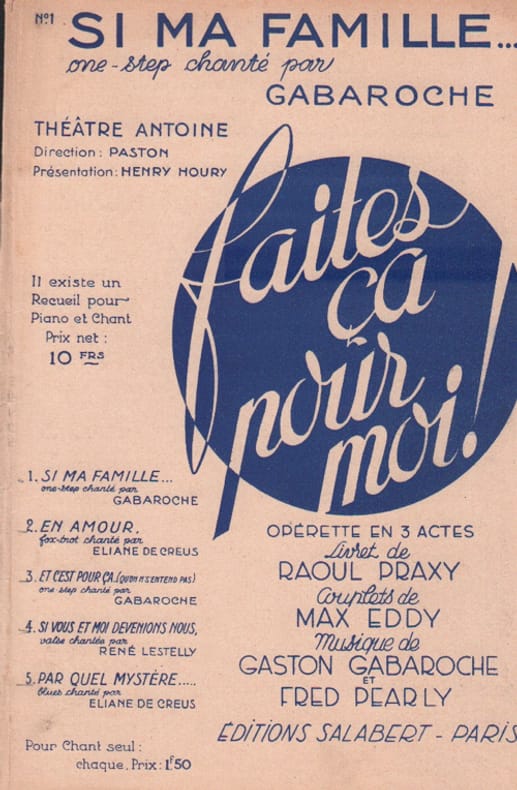 Nº1 SI MA FAMILLE...
one-step chanté par
GABAROCHE
THÉÂTRE ANTOINE
Direction: PASTON
Présentation: HENRY HOURY
faites
ça
pour
moi!
Il existe un
Recueil pour
Piano et Chant
Prix net:
10 FRS
1. SI MA FAMILLE...
one-step chanté par
GABAROCHE
2. EN AMOUR.
fox-trot chanté par
ELIANE DE CREUS
3. ET C'EST POUR ÇA. (QU'ON N'S'ENTEND PAS)
one step chanté par
GABAROCHE
4. SI VOUS ET MOI DEVENIONS NOUS,
valse chantée par
RENÉ LESTELLY
5. PAR QUEL MYSTÈRE.....
blues chanté par
ELIANE DE CREUS
Pour Chant seul:
chaque. Prix: 1F50
OPÉRETTE EN 3 ACTES
Livret de
RAOUL PRAXY
Couplets de
MAX EDDY
Musique de
GASTON GABAROCHE
ET
FRED PEARLY
ÉDITIONS SALABERT - PARIS